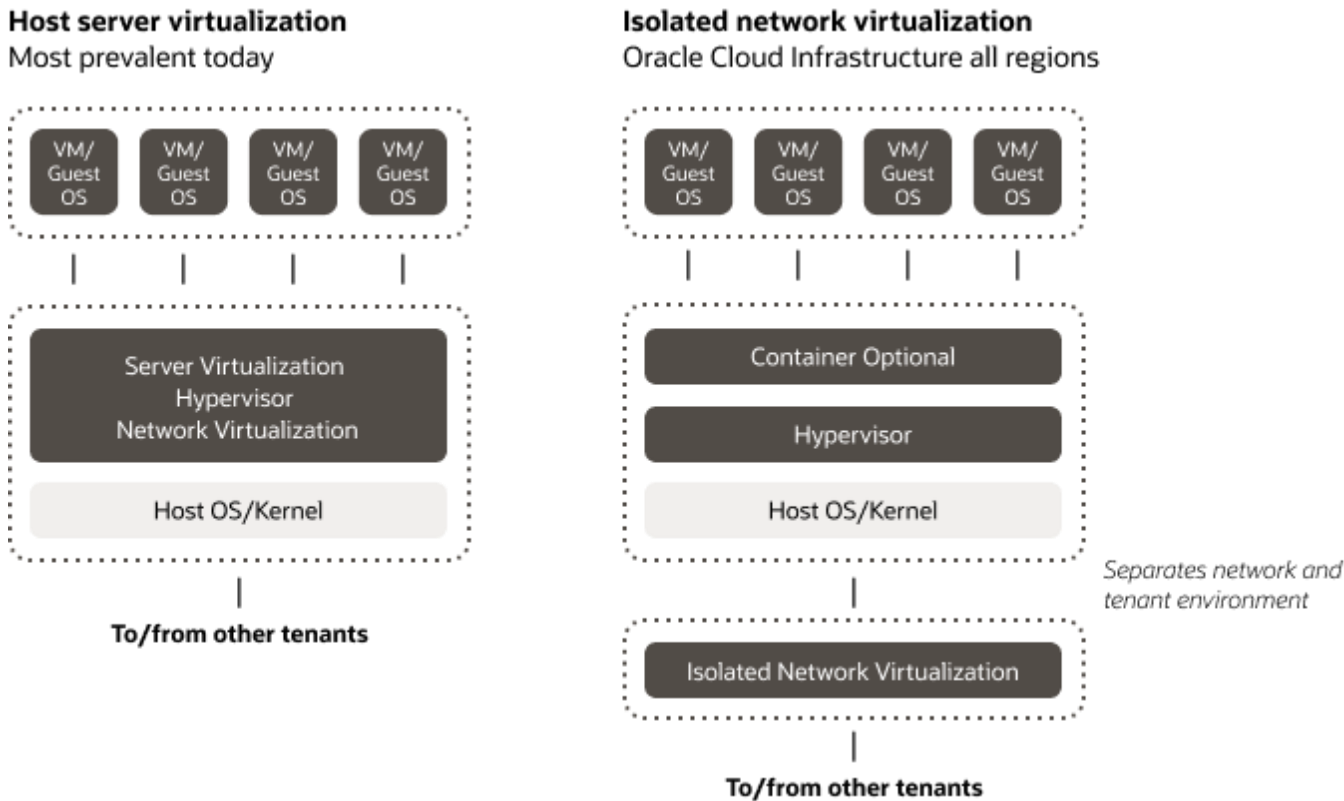 Host server virtualization
Most prevalent today
VM/
Guest
OS
VM/
Guest
OS
VM/
Guest
OS
VM/
Guest
OS
Server Virtualization
Hypervisor
Network Virtualization
Host OS/Kernel
To/from other tenants
Isolated network virtualization
Oracle Cloud Infrastructure all regions
VM/
Guest
OS
VM/
Guest
OS
VM/
Guest
OS
VM/
Guest
OS
Container Optional
Hypervisor
Host OS/Kernel
Separates network and
tenant environment
Isolated Network Virtualization
To/from other tenants